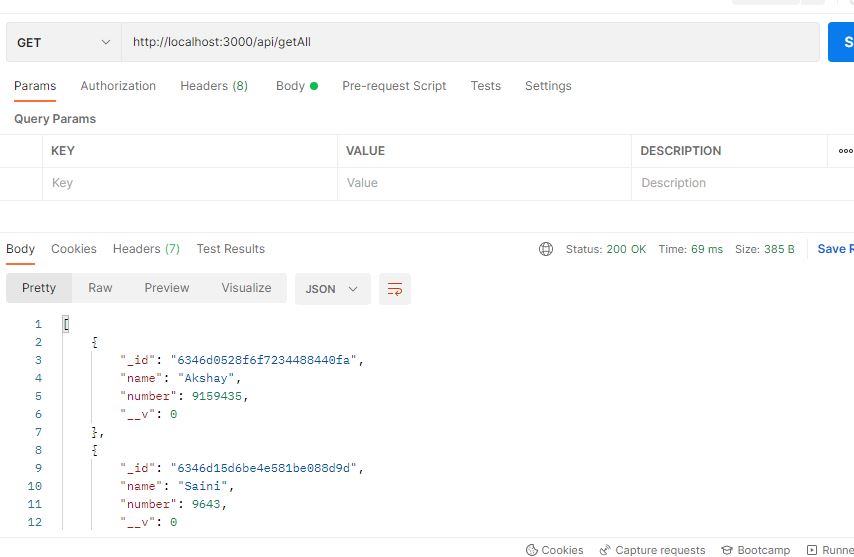 GET http://localhost:3000/api/getAll S
Params Authorization Headers (8) Body Pre-request Script Tests Settings
Query Params
KEY VALUE DESCRIPTION ooo
Key Value Description
Body Cookies Headers (7) Test Results Status: 200 OK Time: 69 ms Size: 385 B Save R
Pretty Raw Preview Visualize JSON
1 [
2 {
3 "_id": "6346d0528f6f7234488440fa",
4 "name": "Akshay",
5 "number": 9159435,
6 "__v": 0
7 },
8 {
9 "_id": "6346d15d6be4e581be088d9d",
10 "name": "Saini",
11 "number": 9643,
12 "__v": 0
Cookies Capture requests Bootcamp Runne